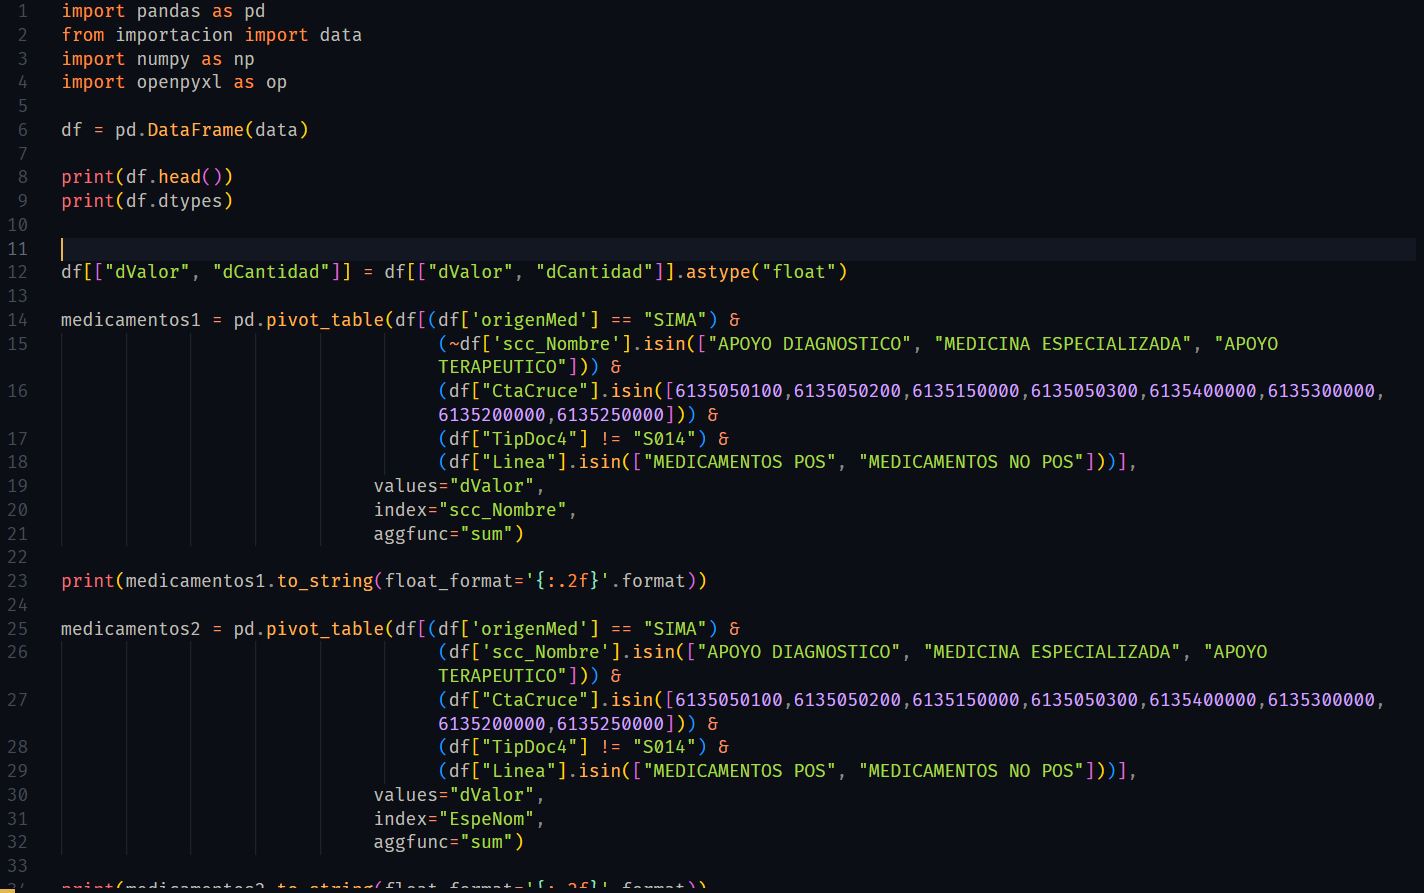 1 import pandas as pd
2 from importacion import data
3 import numpy as np
4 import openpyxl as op
5
6 df = pd.DataFrame(data)
7
8 print(df.head())
9 print(df.dtypes)
10
11
12 df[["dValor", "dCantidad"]] = df[["dValor", "dCantidad"]].astype("float")
13
14 medicamentos1 = pd.pivot_table(df[(df['origenMed'] == "SIMA") &
15 (~df['scc_Nombre'].isin(["APOYO DIAGNOSTICO", "MEDICINA ESPECIALIZADA", "APOYO
TERAPEUTICO"])) &
16 (df["CtaCruce"].isin([6135050100,6135050200,6135150000,6135050300,6135400000,6135300000,
6135200000,6135250000])) &
17 (df["TipDoc4"] != "S014") &
18 (df["Linea"].isin(["MEDICAMENTOS POS", "MEDICAMENTOS NO POS"]))],
19 values="dValor",
20 index="scc_Nombre",
21 aggfunc="sum")
22
23 print(medicamentos1.to_string(float_format='{:.2f}'.format))
24
25 medicamentos2 = pd.pivot_table(df[(df['origenMed'] == "SIMA") &
26 (df['scc_Nombre'].isin(["APOYO DIAGNOSTICO", "MEDICINA ESPECIALIZADA", "APOYO
TERAPEUTICO"])) &
27 (df["CtaCruce"].isin([6135050100,6135050200,6135150000,6135050300,6135400000,6135300000,
6135200000,6135250000])) &
28 (df["TipDoc4"] != "S014") &
29 (df["Linea"].isin(["MEDICAMENTOS POS", "MEDICAMENTOS NO POS"]))],
30 values="dValor",
31 index="EspeNom",
32 aggfunc="sum")
33
34 print(medicamentos2.to_string(float_format='{:.2f}'.format))